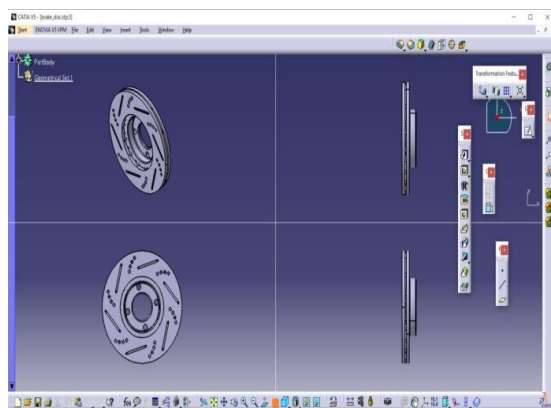 CATIA V5 - [brake_disc.stp3]
Start ENOVIA V5 VPM File Edit View Insert Tools Window Help
PartBody
Geometrical Set.1
Transformation Featu...